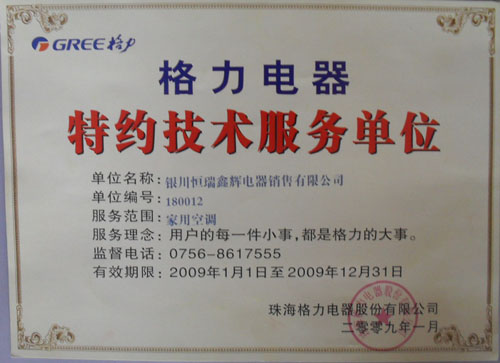 GREE格力
格力电器
特约技术服务单位
单位名称：银川恒瑞鑫辉电器销售有限公司
单位编号：180012
服务范围：家用空调
服务理念：用户的每一件小事，都是格力的大事。
监督电话：0756-8617555
有效期限：2009年1月1日至2009年12月31日
珠海格力电器股份有限公司
二零零九年一月